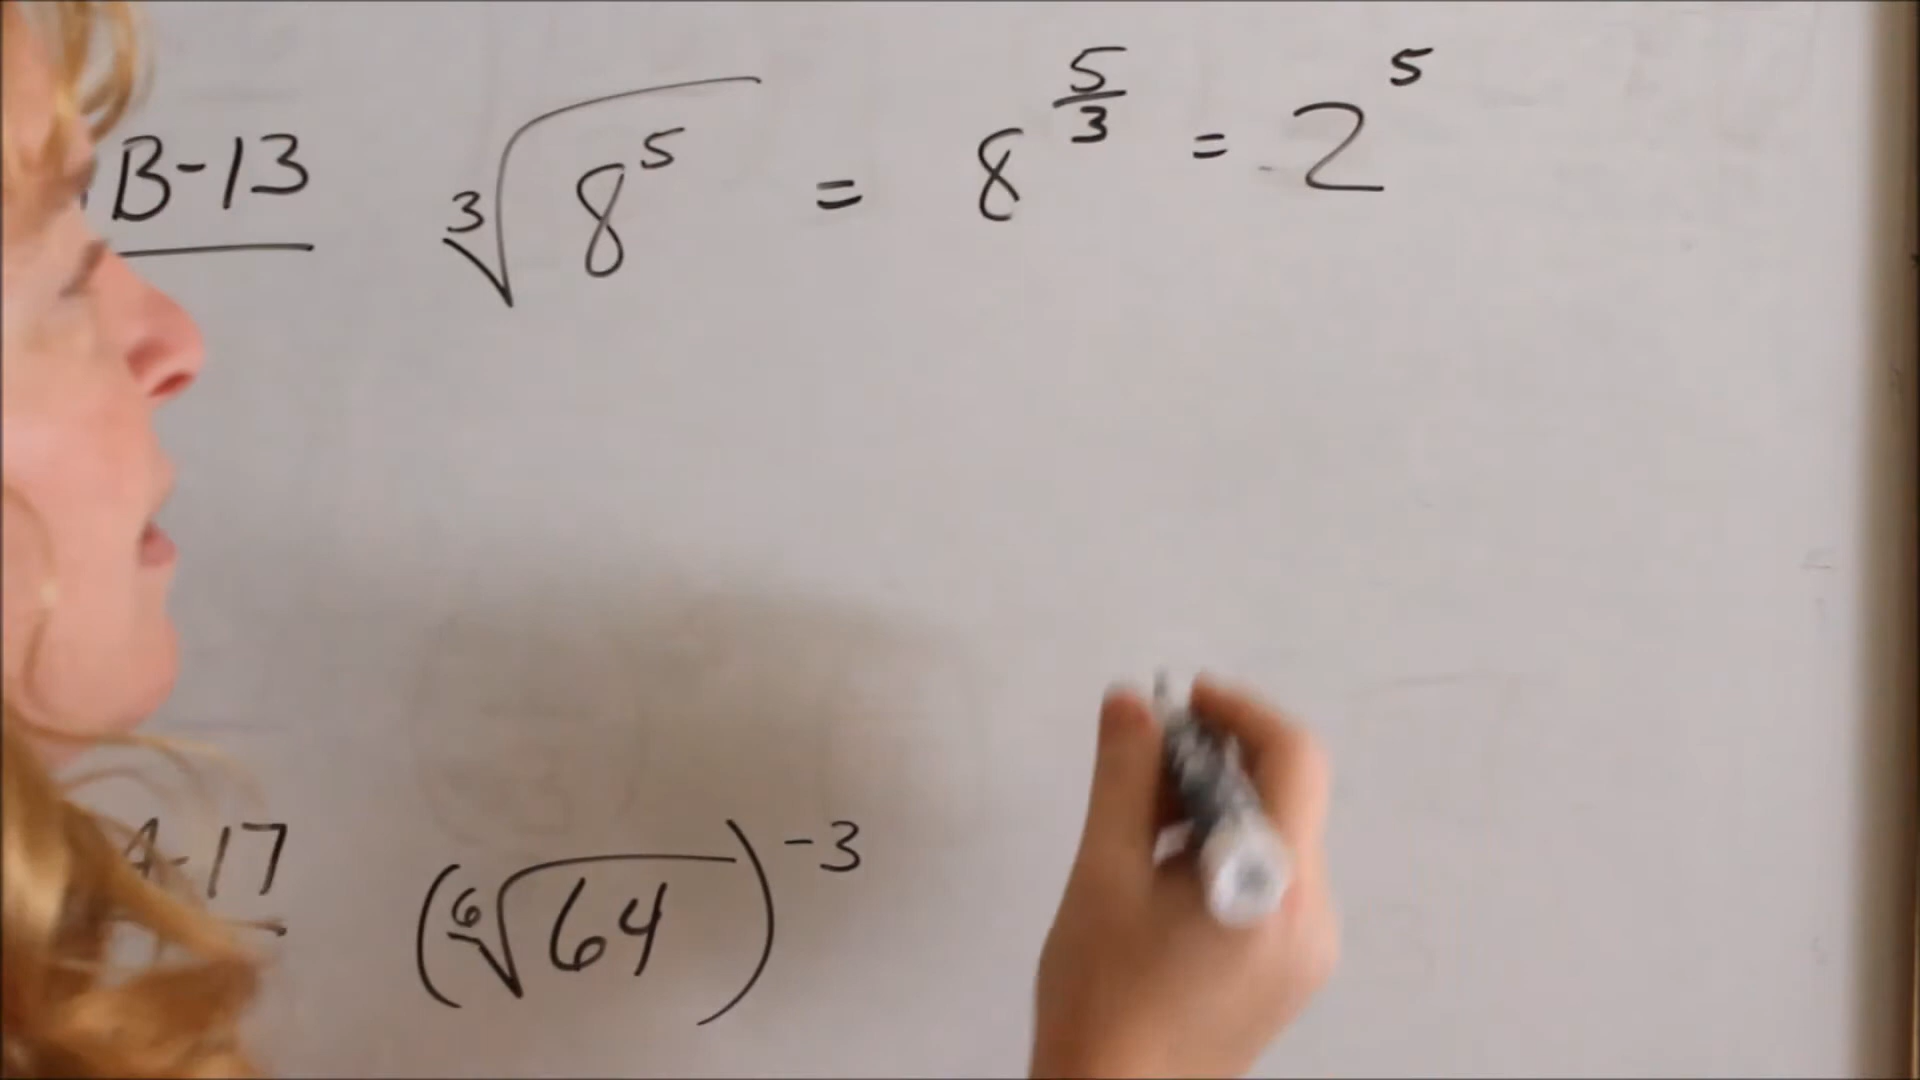 B-13 ∛8⁵ = 8^(5/3) = 2⁵
A-17 (⁶√64)⁻³